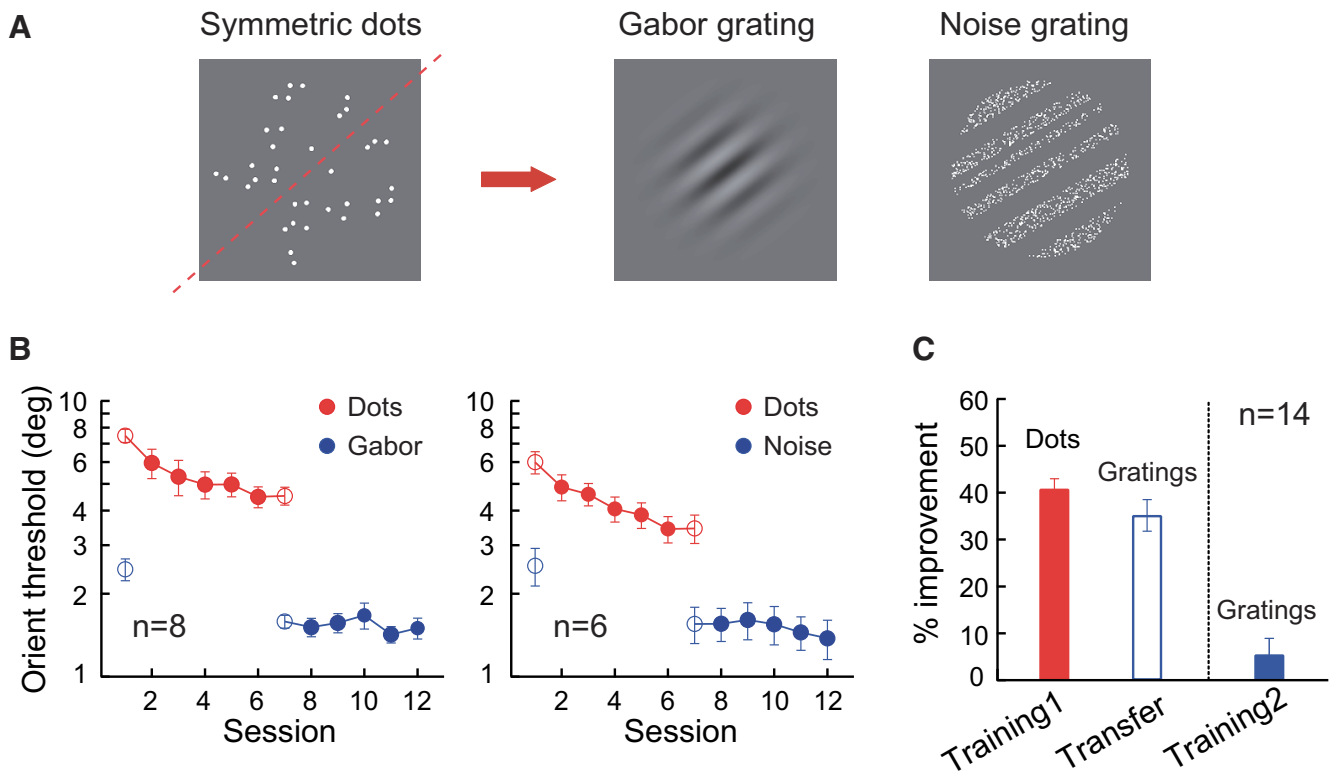 A
Symmetric dots
Gabor grating
Noise grating
B
Orient threshold (deg)
10
8
6
4
3
2
1
Dots
Gabor
n=8
2 4 6 8 10 12
Session
10
8
6
4
3
2
1
Dots
Noise
n=6
2 4 6 8 10 12
Session
C
% improvement
60
50
40
30
20
10
0
n=14
Dots
Gratings
Gratings
Training1
Transfer
Training2